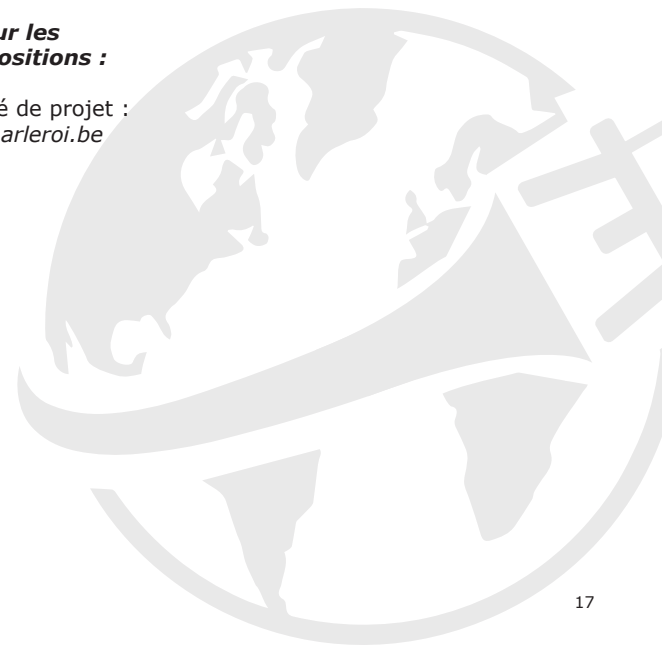 ur les
ositions :
é de projet :
arleroi.be
17